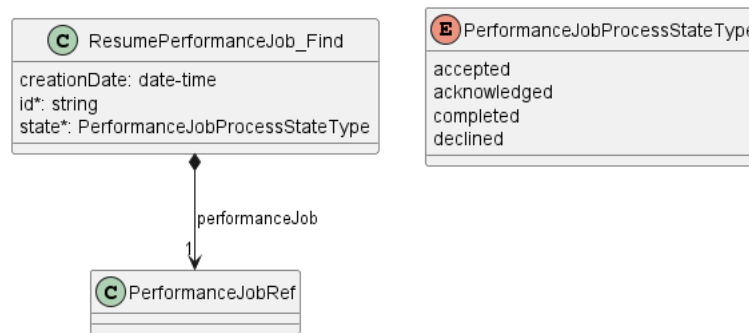 C ResumePerformanceJob_Find
creationDate: date-time
id*: string
state*: PerformanceJobProcessStateType
E PerformanceJobProcessStateType
accepted
acknowledged
completed
declined
performanceJob
1
C PerformanceJobRef